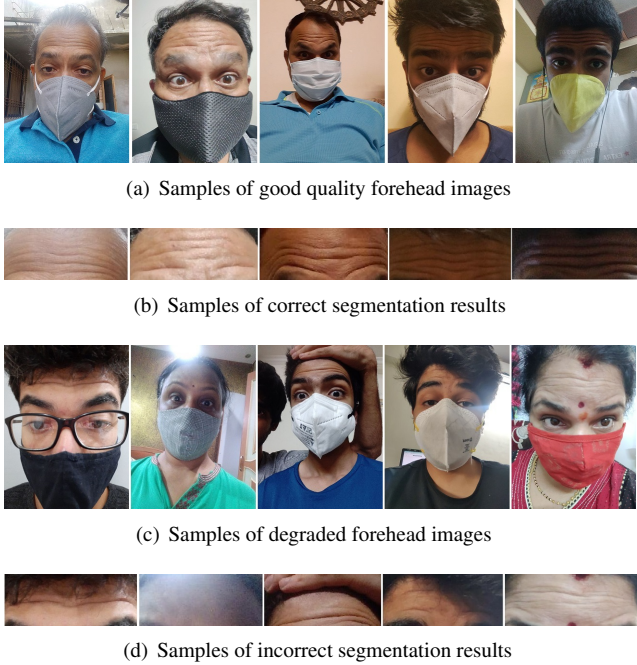 (a) Samples of good quality forehead images
(b) Samples of correct segmentation results
(c) Samples of degraded forehead images
(d) Samples of incorrect segmentation results